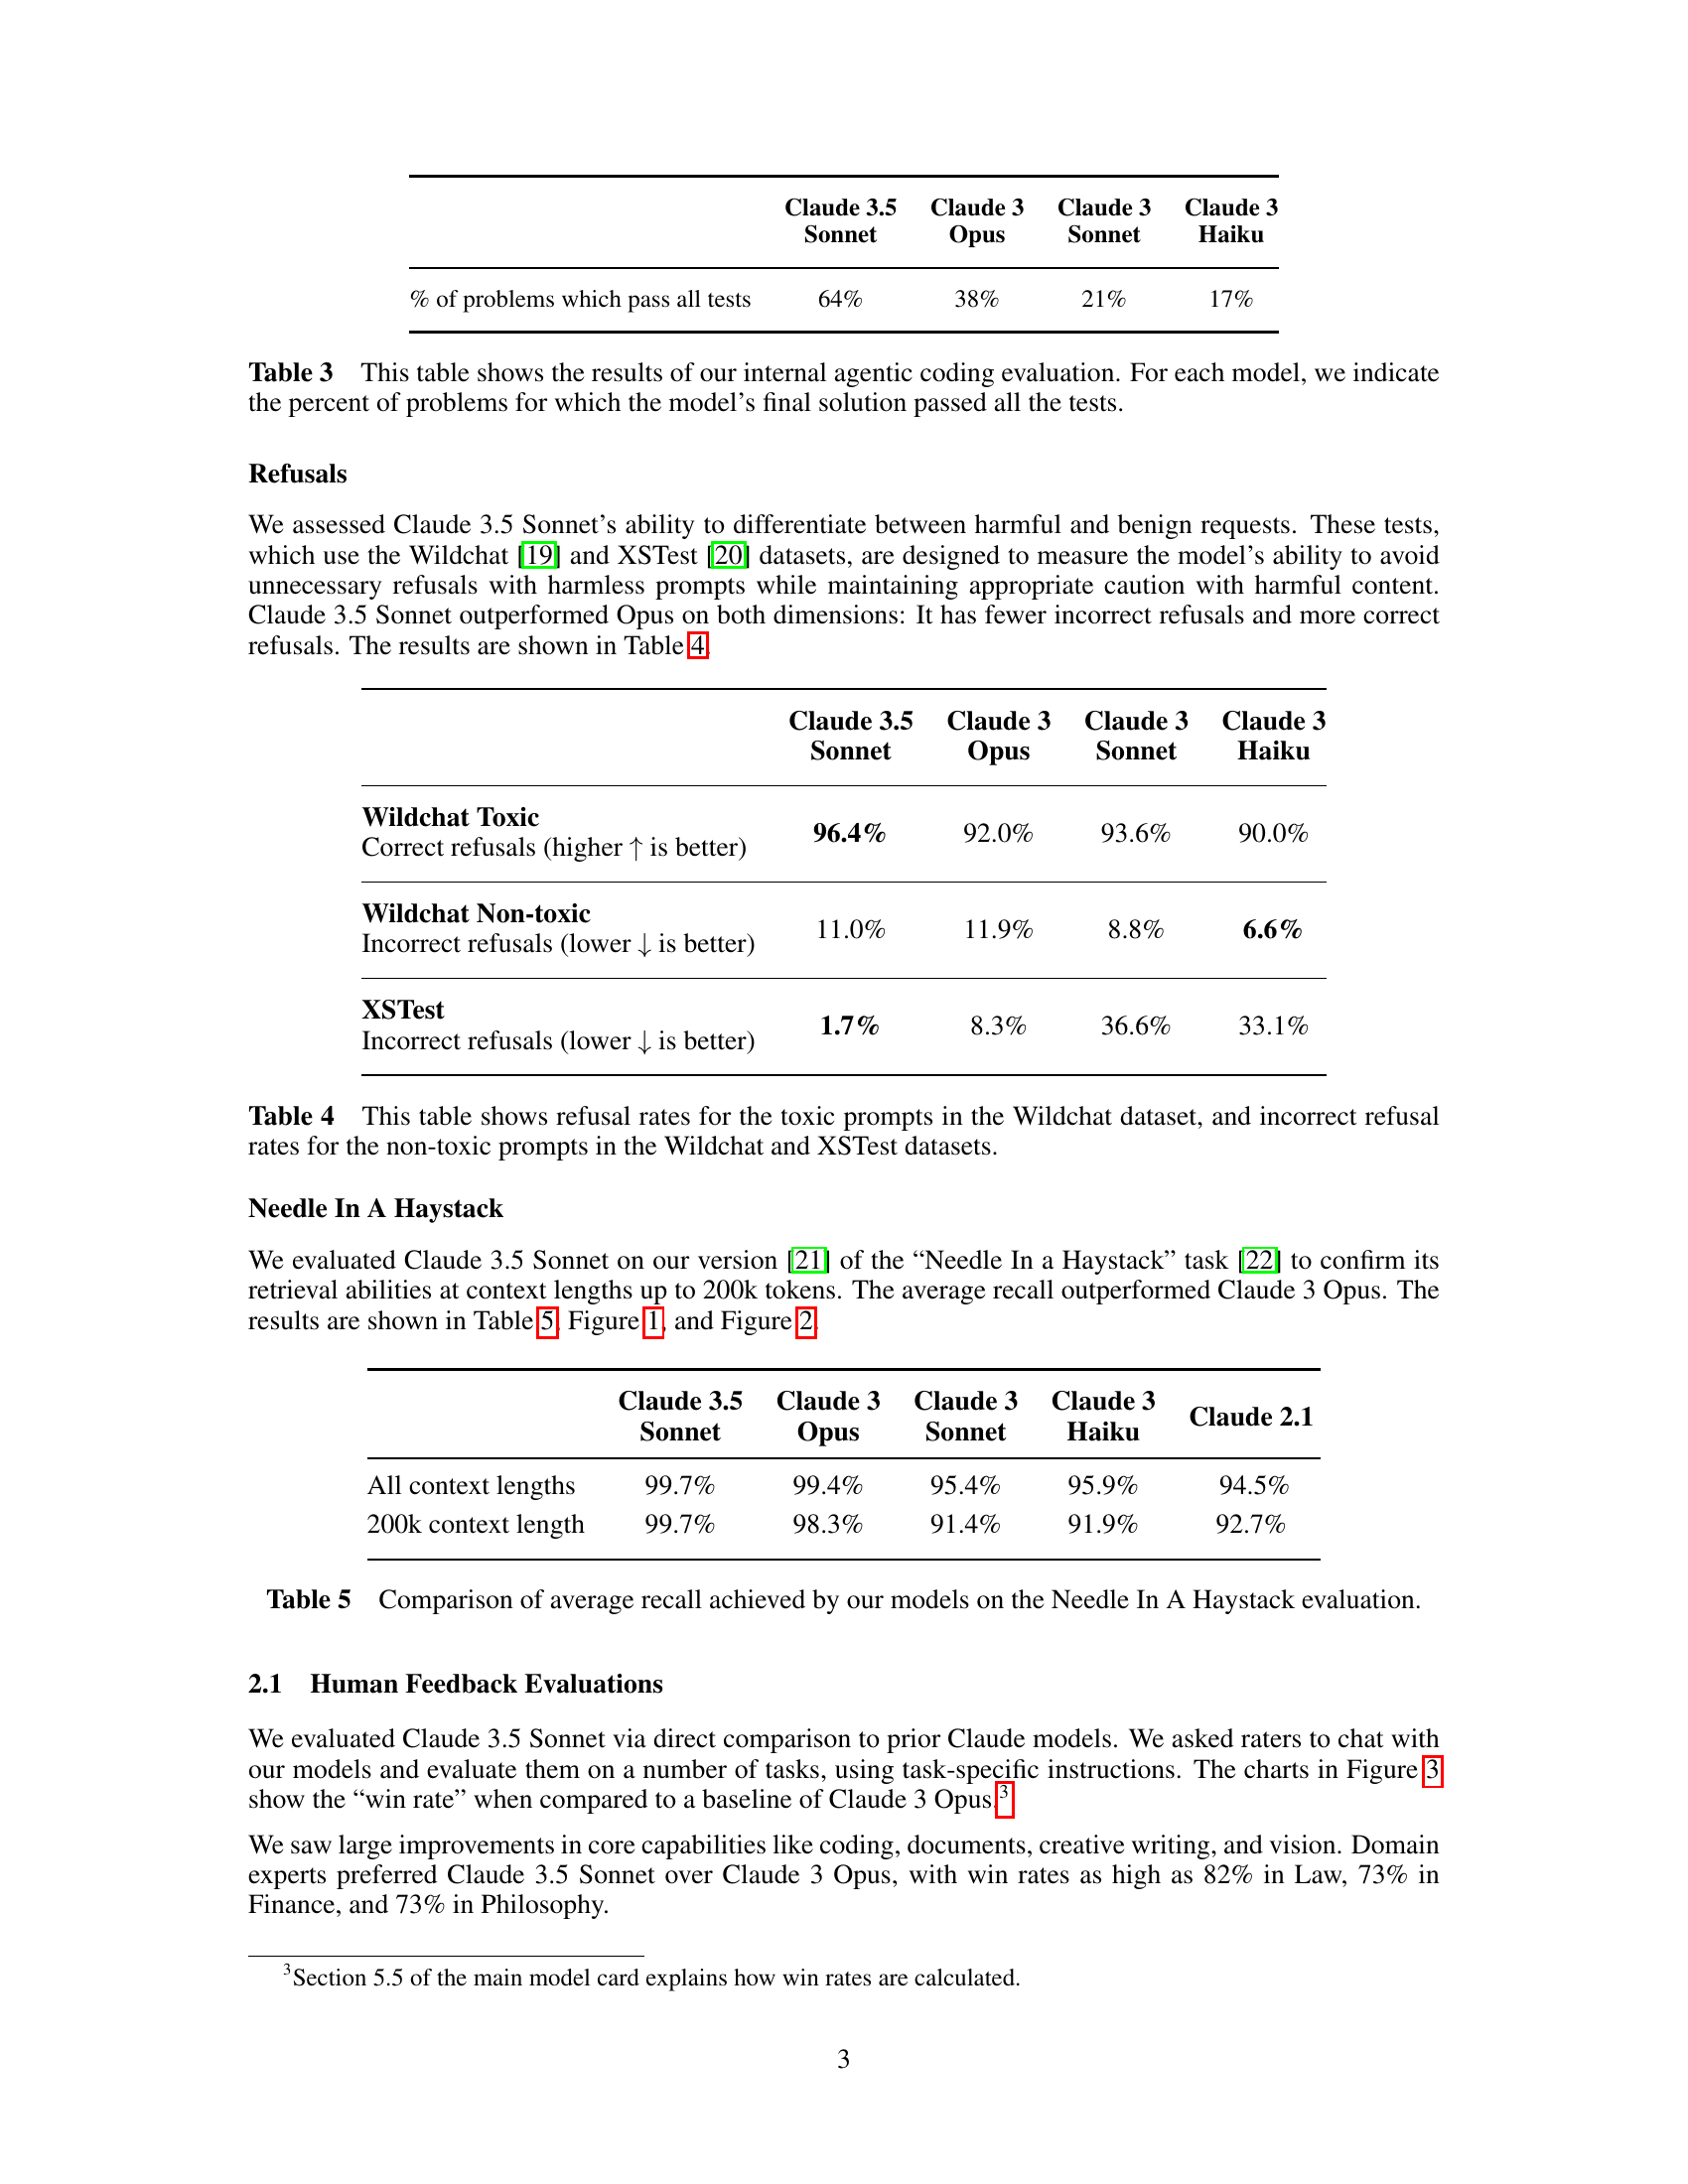 Claude 3.5 Claude 3 Claude 3 Claude 3
Sonnet Opus Sonnet Haiku
% of problems which pass all tests 64% 38% 21% 17%
Table 3 This table shows the results of our internal agentic coding evaluation. For each model, we indicate
the percent of problems for which the model's final solution passed all the tests.
Refusals
We assessed Claude 3.5 Sonnet's ability to differentiate between harmful and benign requests. These tests,
which use the Wildchat [19] and XSTest [20] datasets, are designed to measure the model's ability to avoid
unnecessary refusals with harmless prompts while maintaining appropriate caution with harmful content.
Claude 3.5 Sonnet outperformed Opus on both dimensions: It has fewer incorrect refusals and more correct
refusals. The results are shown in Table 4.
Claude 3.5 Claude 3 Claude 3 Claude 3
Sonnet Opus Sonnet Haiku
Wildchat Toxic
Correct refusals (higher ↑ is better) 96.4% 92.0% 93.6% 90.0%
Wildchat Non-toxic
Incorrect refusals (lower ↓ is better) 11.0% 11.9% 8.8% 6.6%
XSTest
Incorrect refusals (lower ↓ is better) 1.7% 8.3% 36.6% 33.1%
Table 4 This table shows refusal rates for the toxic prompts in the Wildchat dataset, and incorrect refusal
rates for the non-toxic prompts in the Wildchat and XSTest datasets.
Needle In A Haystack
We evaluated Claude 3.5 Sonnet on our version [21] of the “Needle In a Haystack” task [22] to confirm its
retrieval abilities at context lengths up to 200k tokens. The average recall outperformed Claude 3 Opus. The
results are shown in Table 5, Figure 1, and Figure 2.
Claude 3.5 Claude 3 Claude 3 Claude 3 Claude 2.1
Sonnet Opus Sonnet Haiku
All context lengths 99.7% 99.4% 95.4% 95.9% 94.5%
200k context length 99.7% 98.3% 91.4% 91.9% 92.7%
Table 5 Comparison of average recall achieved by our models on the Needle In A Haystack evaluation.
2.1 Human Feedback Evaluations
We evaluated Claude 3.5 Sonnet via direct comparison to prior Claude models. We asked raters to chat with
our models and evaluate them on a number of tasks, using task-specific instructions. The charts in Figure 3
show the “win rate” when compared to a baseline of Claude 3 Opus.3
We saw large improvements in core capabilities like coding, documents, creative writing, and vision. Domain
experts preferred Claude 3.5 Sonnet over Claude 3 Opus, with win rates as high as 82% in Law, 73% in
Finance, and 73% in Philosophy.
3Section 5.5 of the main model card explains how win rates are calculated.
3